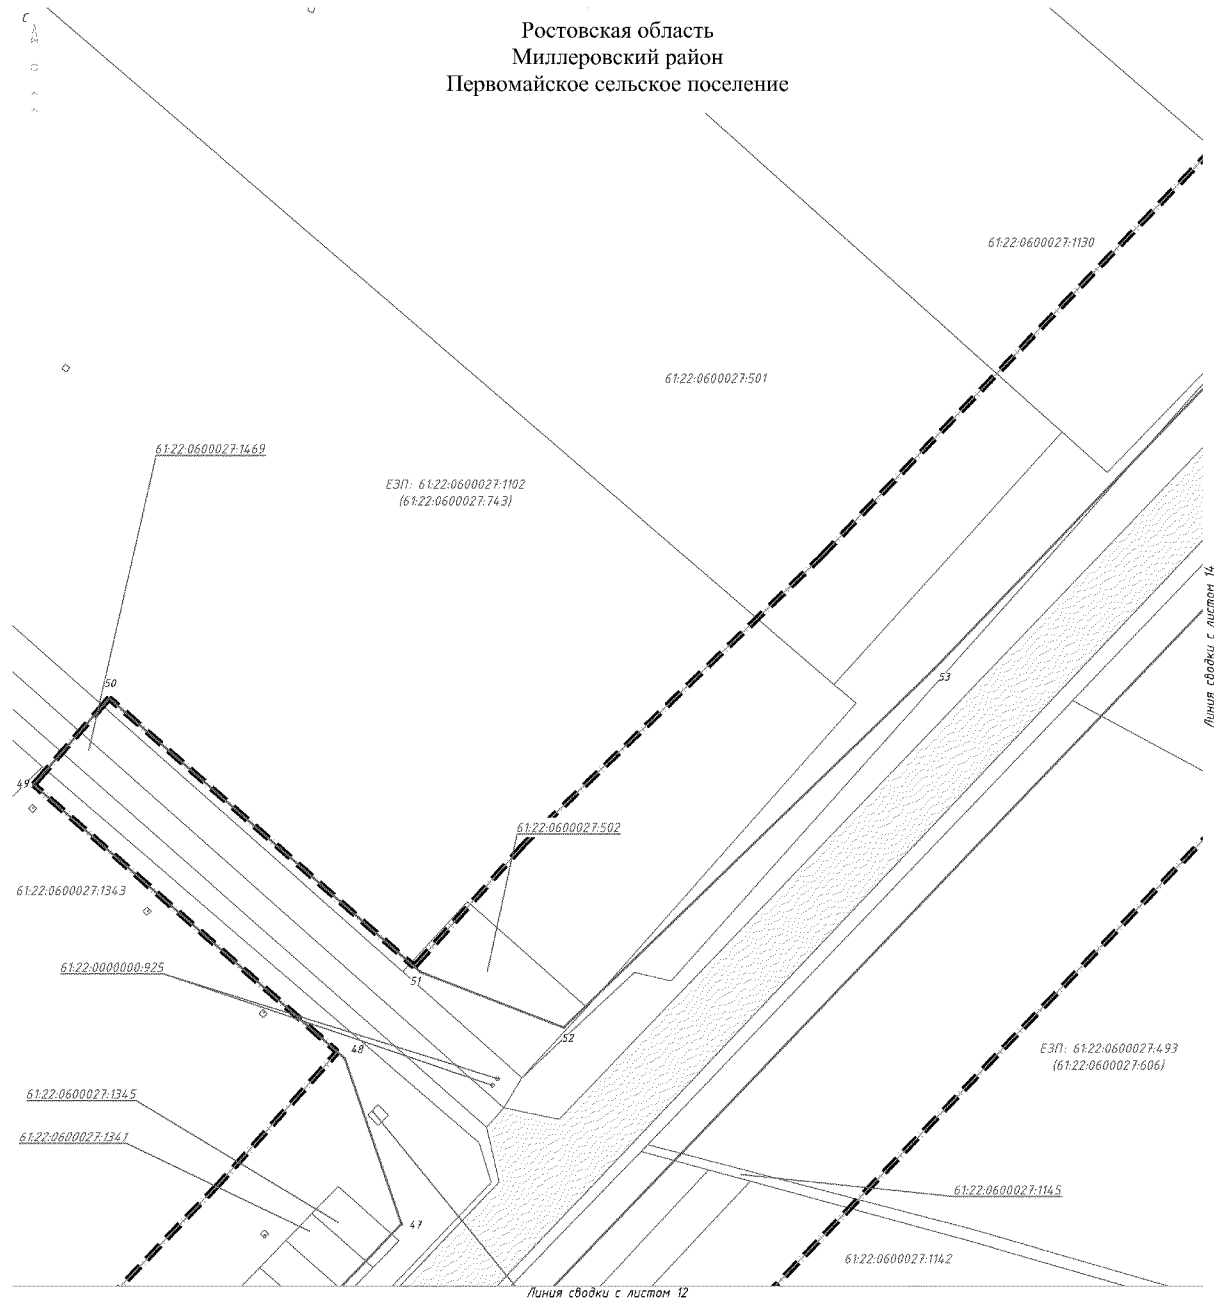 Ростовская область
Миллеровский район
Первомайское сельское поселение
С
61:22:0600027:1130
61:22:0600027:501
61:22:0600027:1469
ЕЗП: 61:22:0600027:1102
(61:22:0600027:743)
Линия сводки с листом 14
50
53
49
61:22:0600027:502
61:22:0600027:1343
61:22:0000000:925
51
52
48
ЕЗП: 61:22:0600027:493
(61:22:0600027:606)
61:22:0600027:1345
61:22:0600027:1341
61:22:0600027:1145
47
61:22:0600027:1142
Линия сводки с листом 12